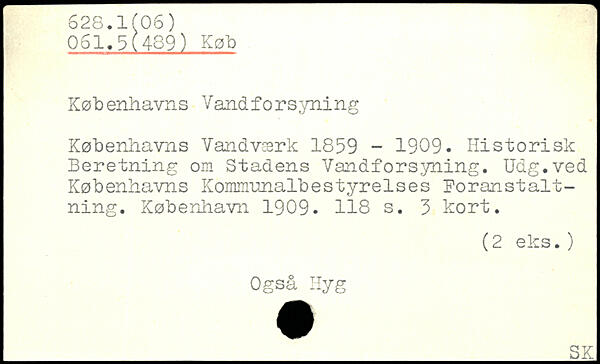 628.1(06)
061.5(489) Køb
Københavns Vandforsyning
Københavns Vandværk 1859 - 1909. Historisk
Beretning om Stadens Vandforsyning. Udg.ved
Københavns Kommunalbestyrelses Foranstalt-
ning. København 1909. 118 s. 3 kort.
(2 eks.)
Også Hyg
SK